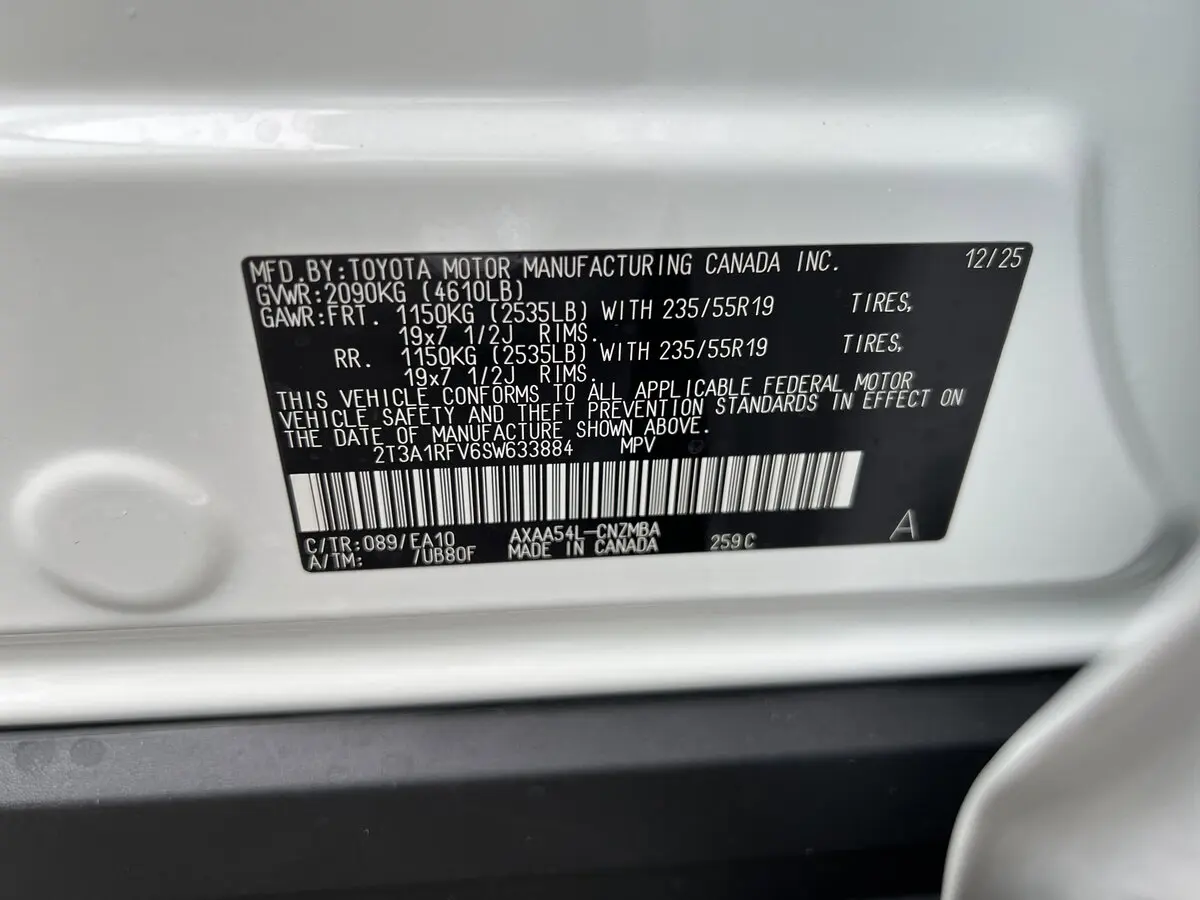 MFD.BY:TOYOTA MOTOR MANUFACTURING CANADA INC. 12/25
GVWR:2090KG (4610LB)
GAWR:FRT. 1150KG (2535LB) WITH 235/55R19 TIRES,
19x7 1/2J RIMS.
RR. 1150KG (2535LB) WITH 235/55R19 TIRES,
19x7 1/2J RIMS.
THIS VEHICLE CONFORMS TO ALL APPLICABLE FEDERAL MOTOR
VEHICLE SAFETY AND THEFT PREVENTION STANDARDS IN EFFECT ON
THE DATE OF MANUFACTURE SHOWN ABOVE.
2T3A1RFV6SW633884 MPV
C/TR:089/EA10 AXAA54L-CNZMBA 259C A
A/TM: /UB80F MADE IN CANADA